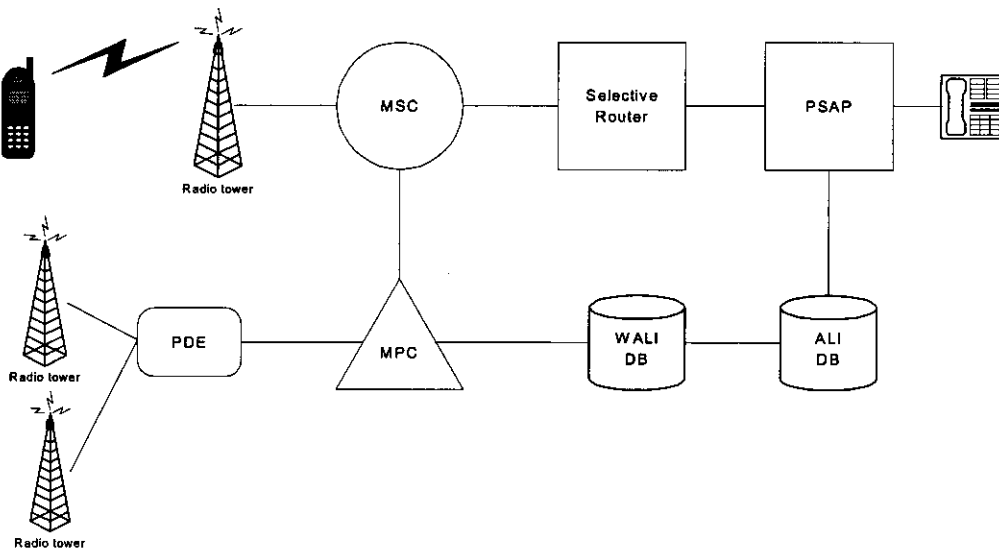 MSC
Selective
Router
PSAP
Radio tower
Radio tower
PDE
MPC
WALI
DB
ALI
DB
Radio tower